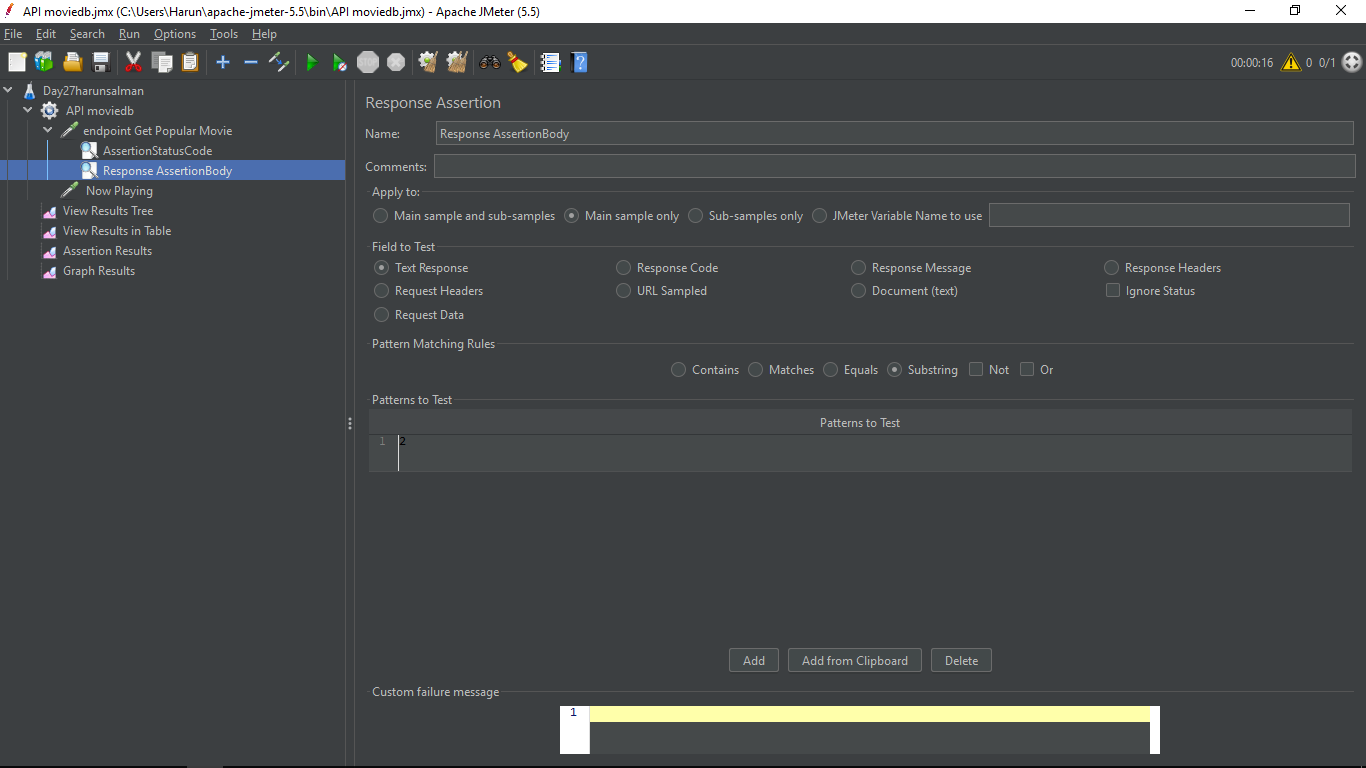 API moviedb.jmx (C:\Users\Harun\apache-jmeter-5.5\bin\API moviedb.jmx) - Apache JMeter (5.5)
File Edit Search Run Options Tools Help
STOP 00:00:16 0 0/1
Day27harunsalman
API moviedb
endpoint Get Popular Movie
AssertionStatusCode
Response AssertionBody
Now Playing
View Results Tree
View Results in Table
Assertion Results
Graph Results
Response Assertion
Name: Response AssertionBody
Comments:
Apply to:
Main sample and sub-samples Main sample only Sub-samples only JMeter Variable Name to use
Field to Test
Text Response Response Code Response Message Response Headers
Request Headers URL Sampled Document (text) Ignore Status
Request Data
Pattern Matching Rules
Contains Matches Equals Substring Not Or
Patterns to Test
Patterns to Test
1 2
Add Add from Clipboard Delete
Custom failure message
1